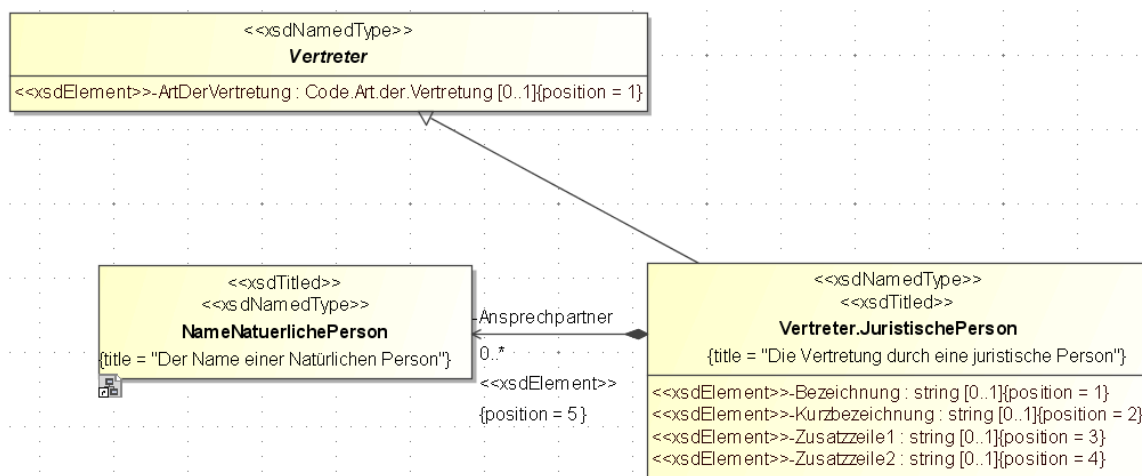 <<xsdNamedType>>
Vertreter
<<xsdElement>>-ArtDerVertretung : Code.Art.der.Vertretung [0..1]{position = 1}
<<xsdTitled>>
<<xsdNamedType>>
NameNatuerlichePerson
{title = "Der Name einer Natürlichen Person"}
-Ansprechpartner
0..*
<<xsdElement>>
{position = 5 }
<<xsdNamedType>>
<<xsdTitled>>
Vertreter.JuristischePerson
{title = "Die Vertretung durch eine juristische Person"}
<<xsdElement>>-Bezeichnung : string [0..1]{position = 1}
<<xsdElement>>-Kurzbezeichnung : string [0..1]{position = 2}
<<xsdElement>>-Zusatzzeile1 : string [0..1]{position = 3}
<<xsdElement>>-Zusatzzeile2 : string [0..1]{position = 4}